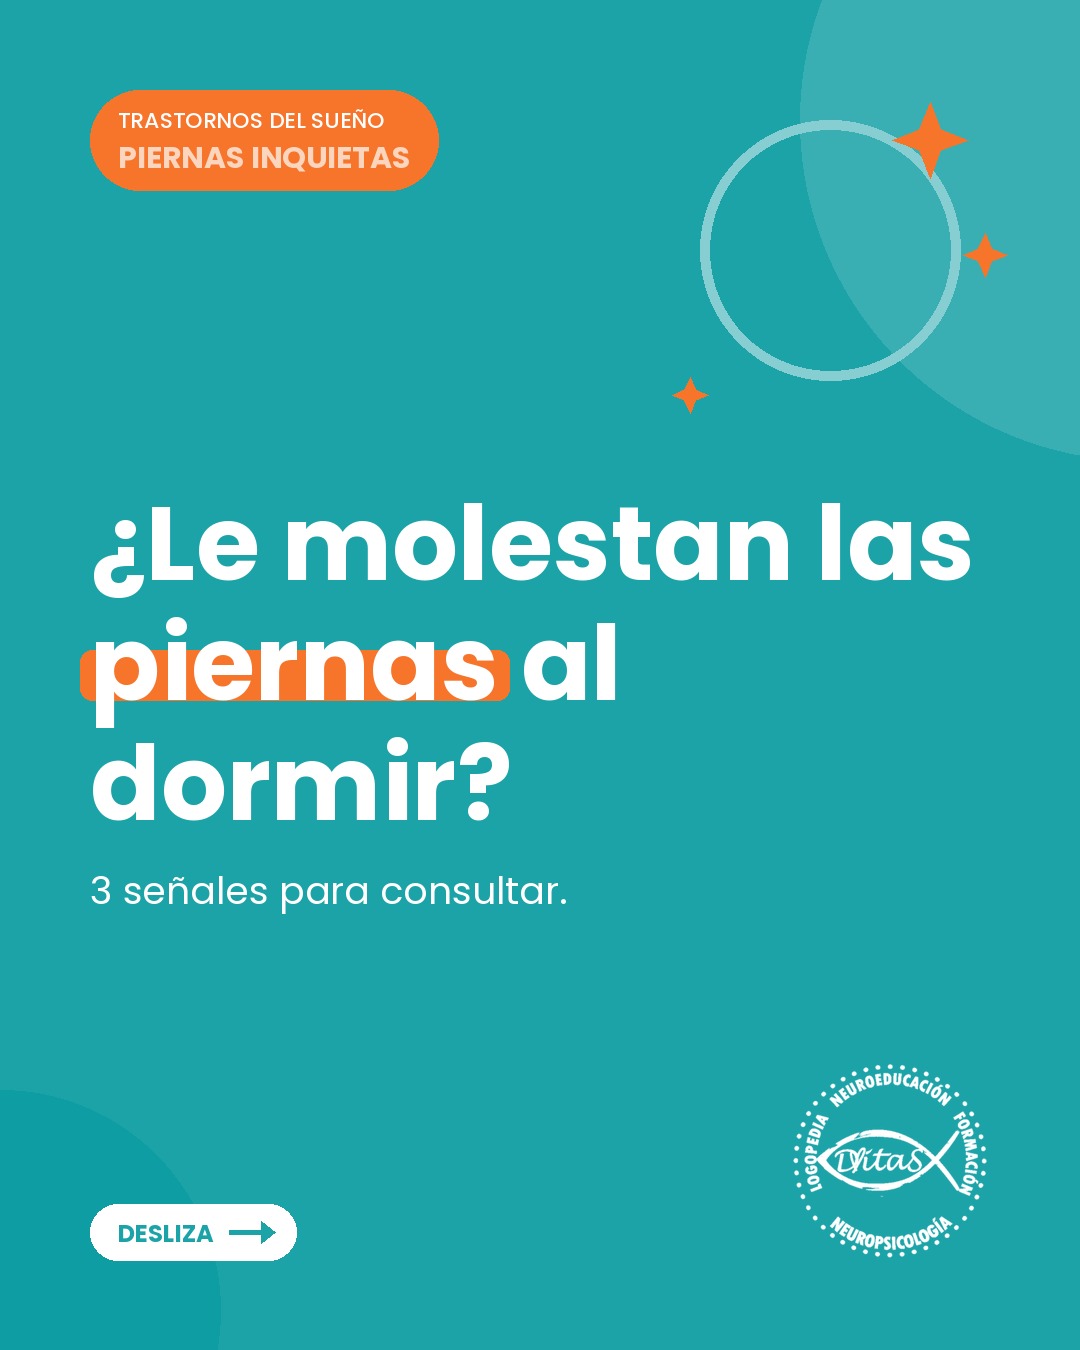 TRASTORNOS DEL SUEÑO
PIERNAS INQUIETAS
¿Le molestan las
piernas al
dormir?
3 señales para consultar.
DESLIZA
LOGOPEDIA
NEUROEDUCACIÓN
FORMACIÓN
DVitaS
NEUROPSICOLOGÍA